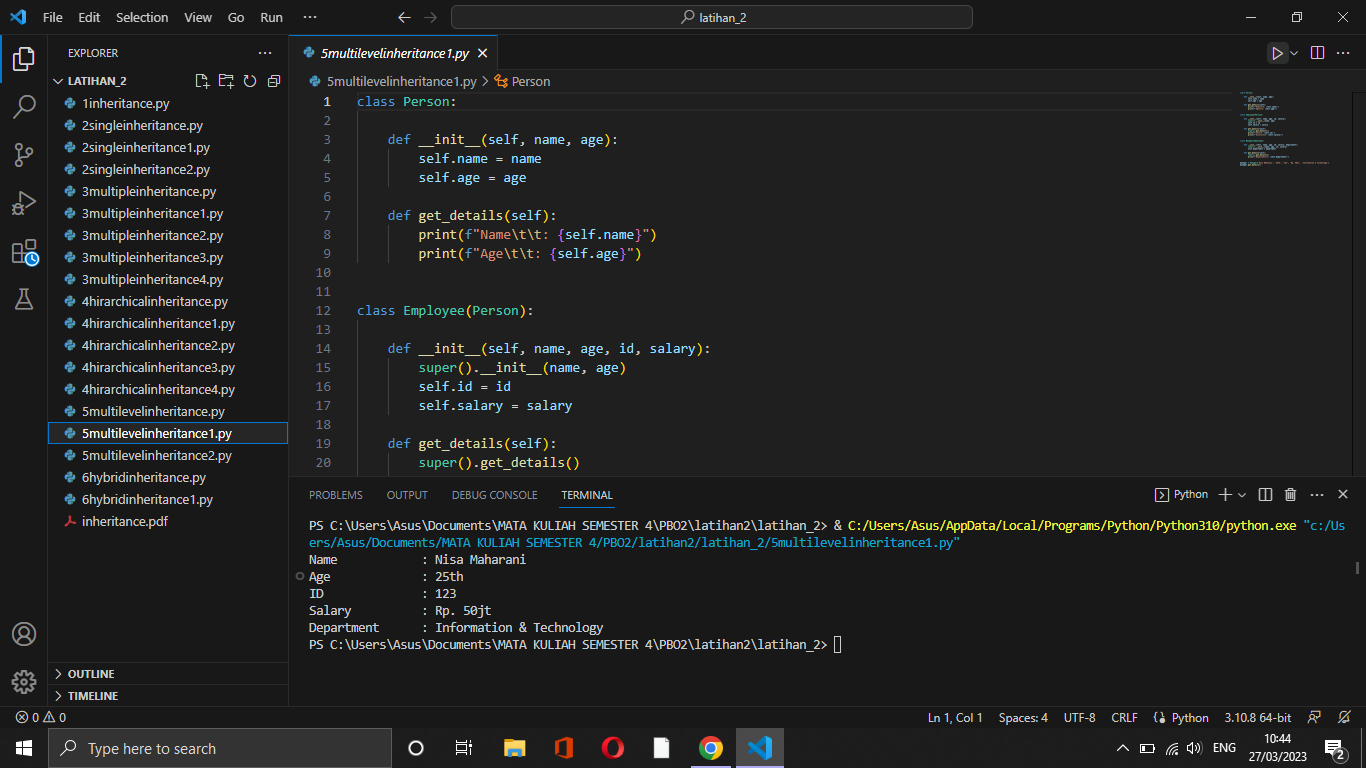 File Edit Selection View Go Run ··· latihan_2
EXPLORER ···
LATIHAN_2
1inheritance.py
2singleinheritance.py
2singleinheritance1.py
2singleinheritance2.py
3multipleinheritance.py
3multipleinheritance1.py
3multipleinheritance2.py
3multipleinheritance3.py
3multipleinheritance4.py
4hirarchicalinheritance.py
4hirarchicalinheritance1.py
4hirarchicalinheritance2.py
4hirarchicalinheritance3.py
4hirarchicalinheritance4.py
5multilevelinheritance.py
5multilevelinheritance1.py
5multilevelinheritance2.py
6hybridinheritance.py
6hybridinheritance1.py
inheritance.pdf
OUTLINE
TIMELINE
5multilevelinheritance1.py
5multilevelinheritance1.py > Person
1 class Person:
2
3     def __init__(self, name, age):
4         self.name = name
5         self.age = age
6
7     def get_details(self):
8         print(f"Name\t\t: {self.name}")
9         print(f"Age\t\t: {self.age}")
10
11
12 class Employee(Person):
13
14     def __init__(self, name, age, id, salary):
15         super().__init__(name, age)
16         self.id = id
17         self.salary = salary
18
19     def get_details(self):
20         super().get_details()
PROBLEMS OUTPUT DEBUG CONSOLE TERMINAL Python ···
PS C:\Users\Asus\Documents\MATA KULIAH SEMESTER 4\PBO2\latihan2\latihan_2> & C:/Users/Asus/AppData/Local/Programs/Python/Python310/python.exe "c:/Us
ers/Asus/Documents/MATA KULIAH SEMESTER 4/PBO2/latihan2/latihan_2/5multilevelinheritance1.py"
Name : Nisa Maharani
Age : 25th
ID : 123
Salary : Rp. 50jt
Department : Information & Technology
PS C:\Users\Asus\Documents\MATA KULIAH SEMESTER 4\PBO2\latihan2\latihan_2>
0 0 Ln 1, Col 1 Spaces: 4 UTF-8 CRLF Python 3.10.8 64-bit
Type here to search ENG 10:44
27/03/2023 2